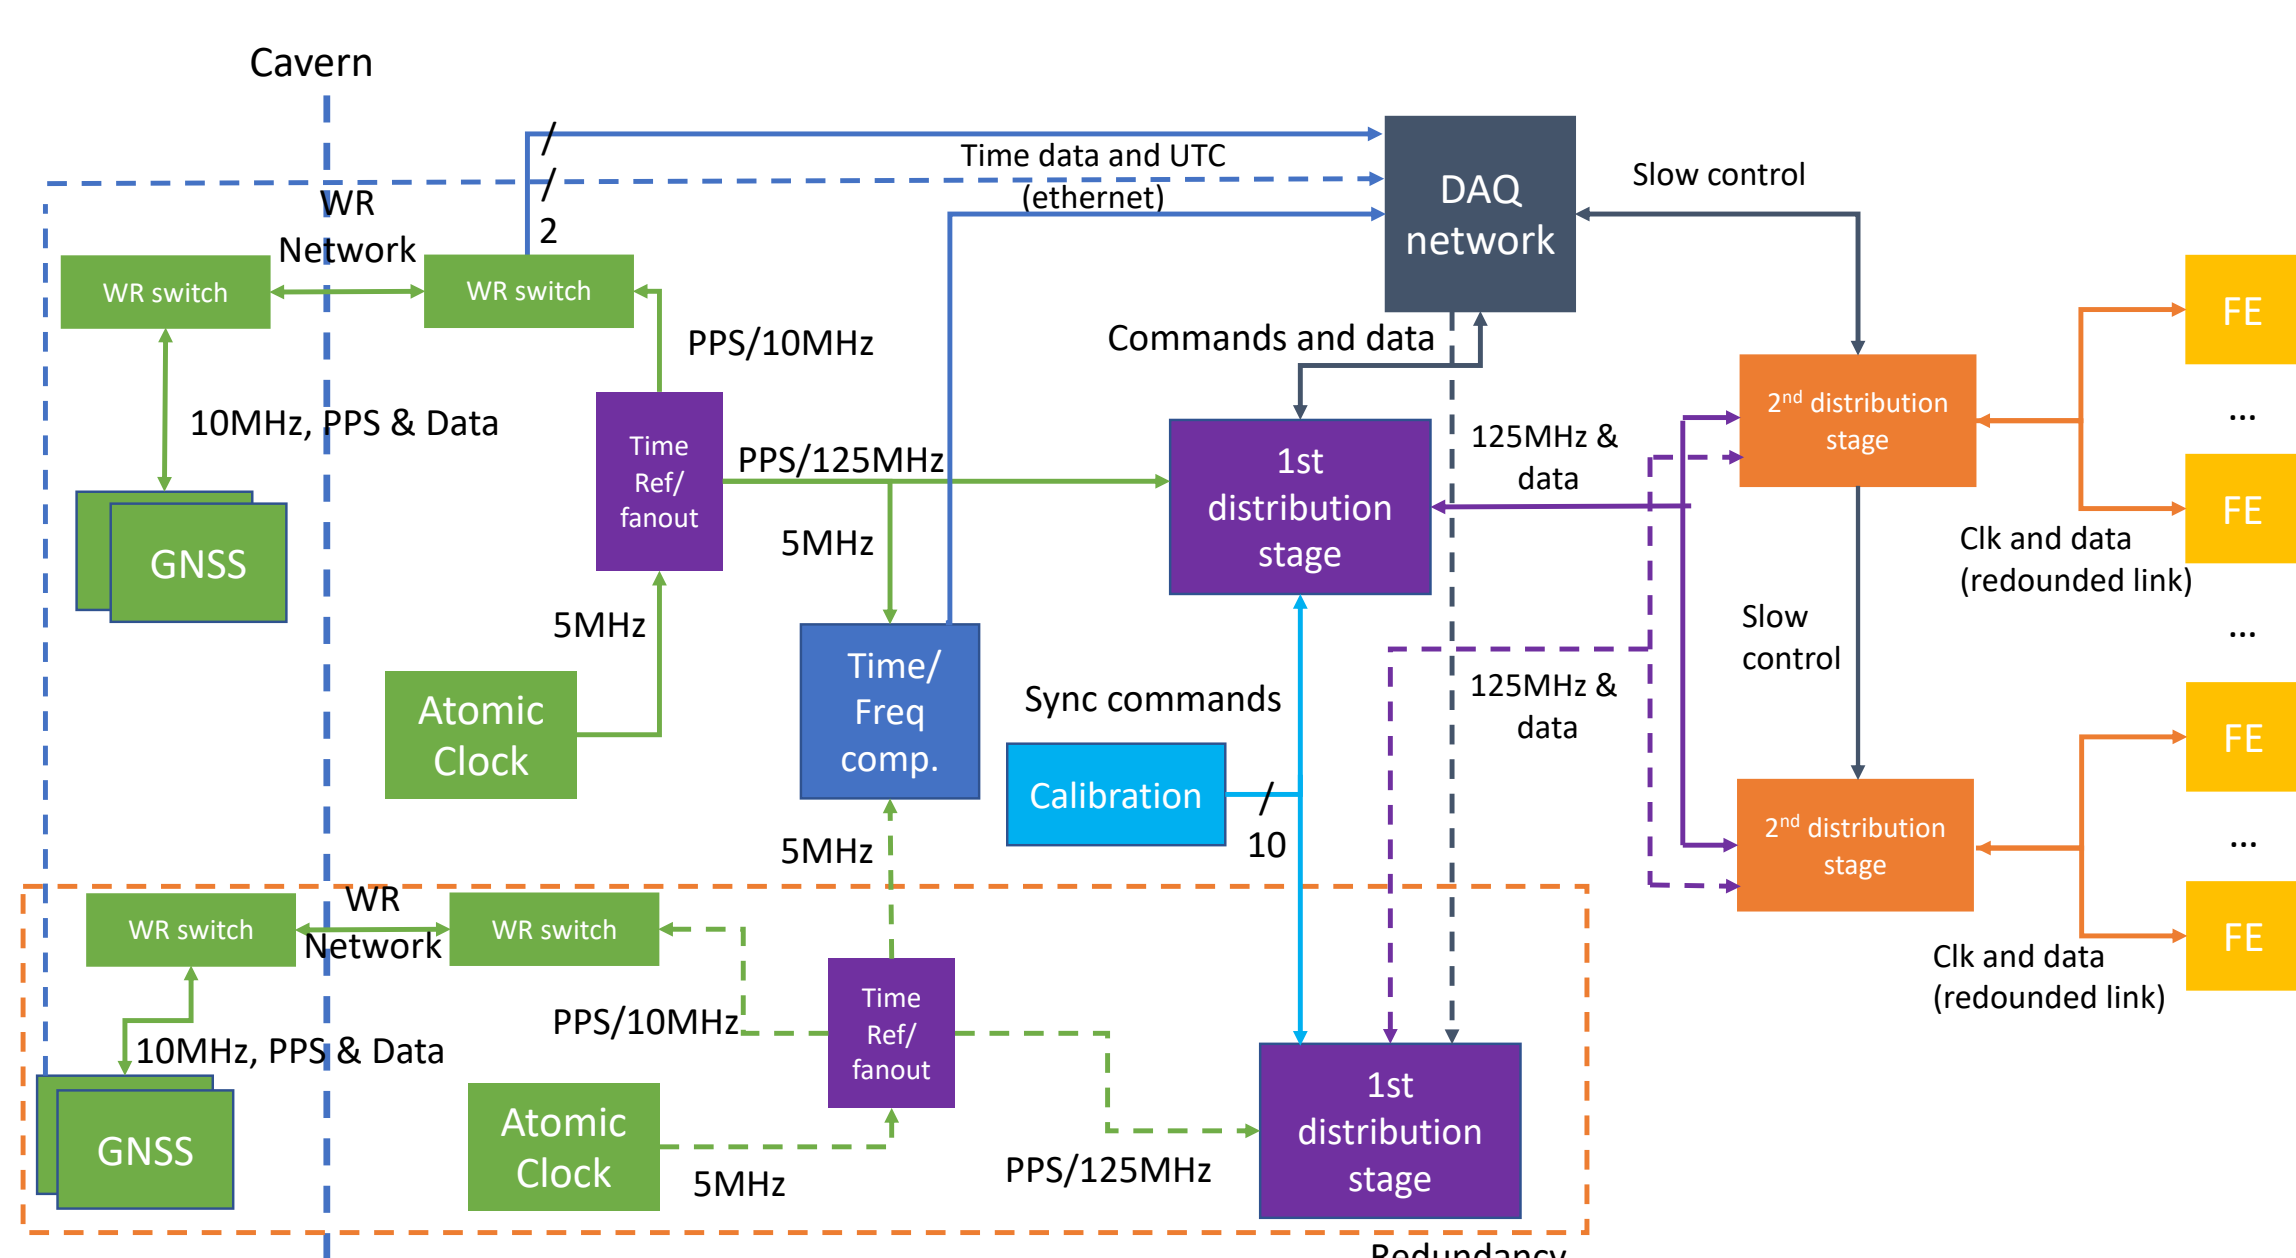 Cavern
Time data and UTC
(ethernet)
WR
Network
2
DAQ
network
Slow control
WR switch
WR switch
FE
PPS/10MHz
Commands and data
10MHz, PPS & Data
Time
Ref/
fanout
PPS/125MHz
1st
distribution
stage
125MHz &
data
2nd distribution
stage
...
FE
GNSS
5MHz
5MHz
Clk and data
(redounded link)
Slow
control
...
Atomic
Clock
Time/
Freq
comp.
Sync commands
125MHz &
data
FE
Calibration
10
2nd distribution
stage
...
5MHz
WR switch
WR
Network
WR switch
FE
Clk and data
(redounded link)
PPS/10MHz
Time
Ref/
fanout
10MHz, PPS & Data
GNSS
Atomic
Clock
5MHz
PPS/125MHz
1st
distribution
stage
Redundancy